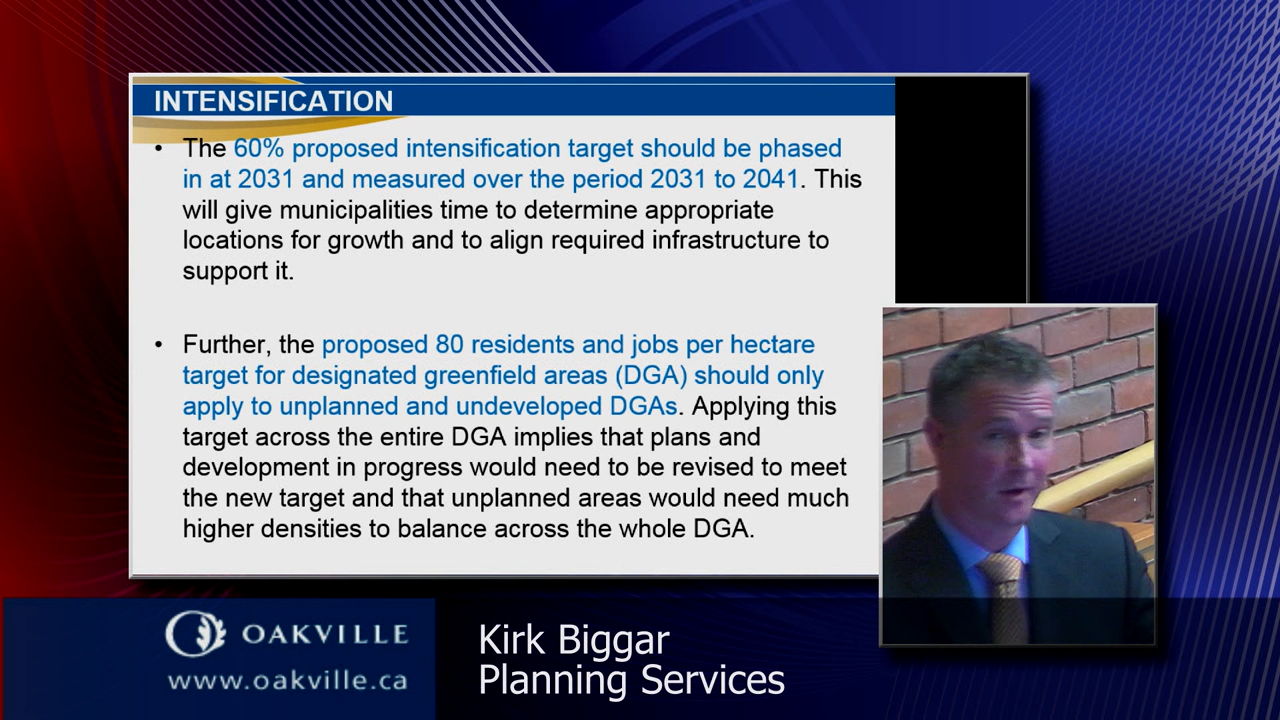 INTENSIFICATION
• The 60% proposed intensification target should be phased
in at 2031 and measured over the period 2031 to 2041. This
will give municipalities time to determine appropriate
locations for growth and to align required infrastructure to
support it.
• Further, the proposed 80 residents and jobs per hectare
target for designated greenfield areas (DGA) should only
apply to unplanned and undeveloped DGAs. Applying this
target across the entire DGA implies that plans and
development in progress would need to be revised to meet
the new target and that unplanned areas would need much
higher densities to balance across the whole DGA.
OAKVILLE
www.oakville.ca
Kirk Biggar
Planning Services